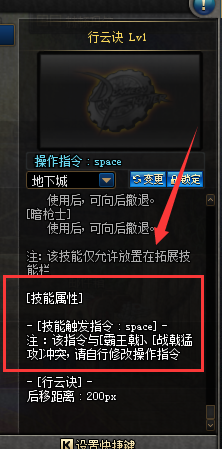 行云诀 Lv1
操作指令：space
地下城
变更
锁定
使用后，可向后撤退。
[暗枪士]
使用后，可向后撤退。
注：该技能仅允许放置在拓展技
能栏
[技能属性]
- [技能触发指令：space] -
注：该指令与[霸王戟]、[战戟猛
攻]冲突，请自行修改操作指令
- [行云诀] -
后移距离：200px
K 设置快捷键